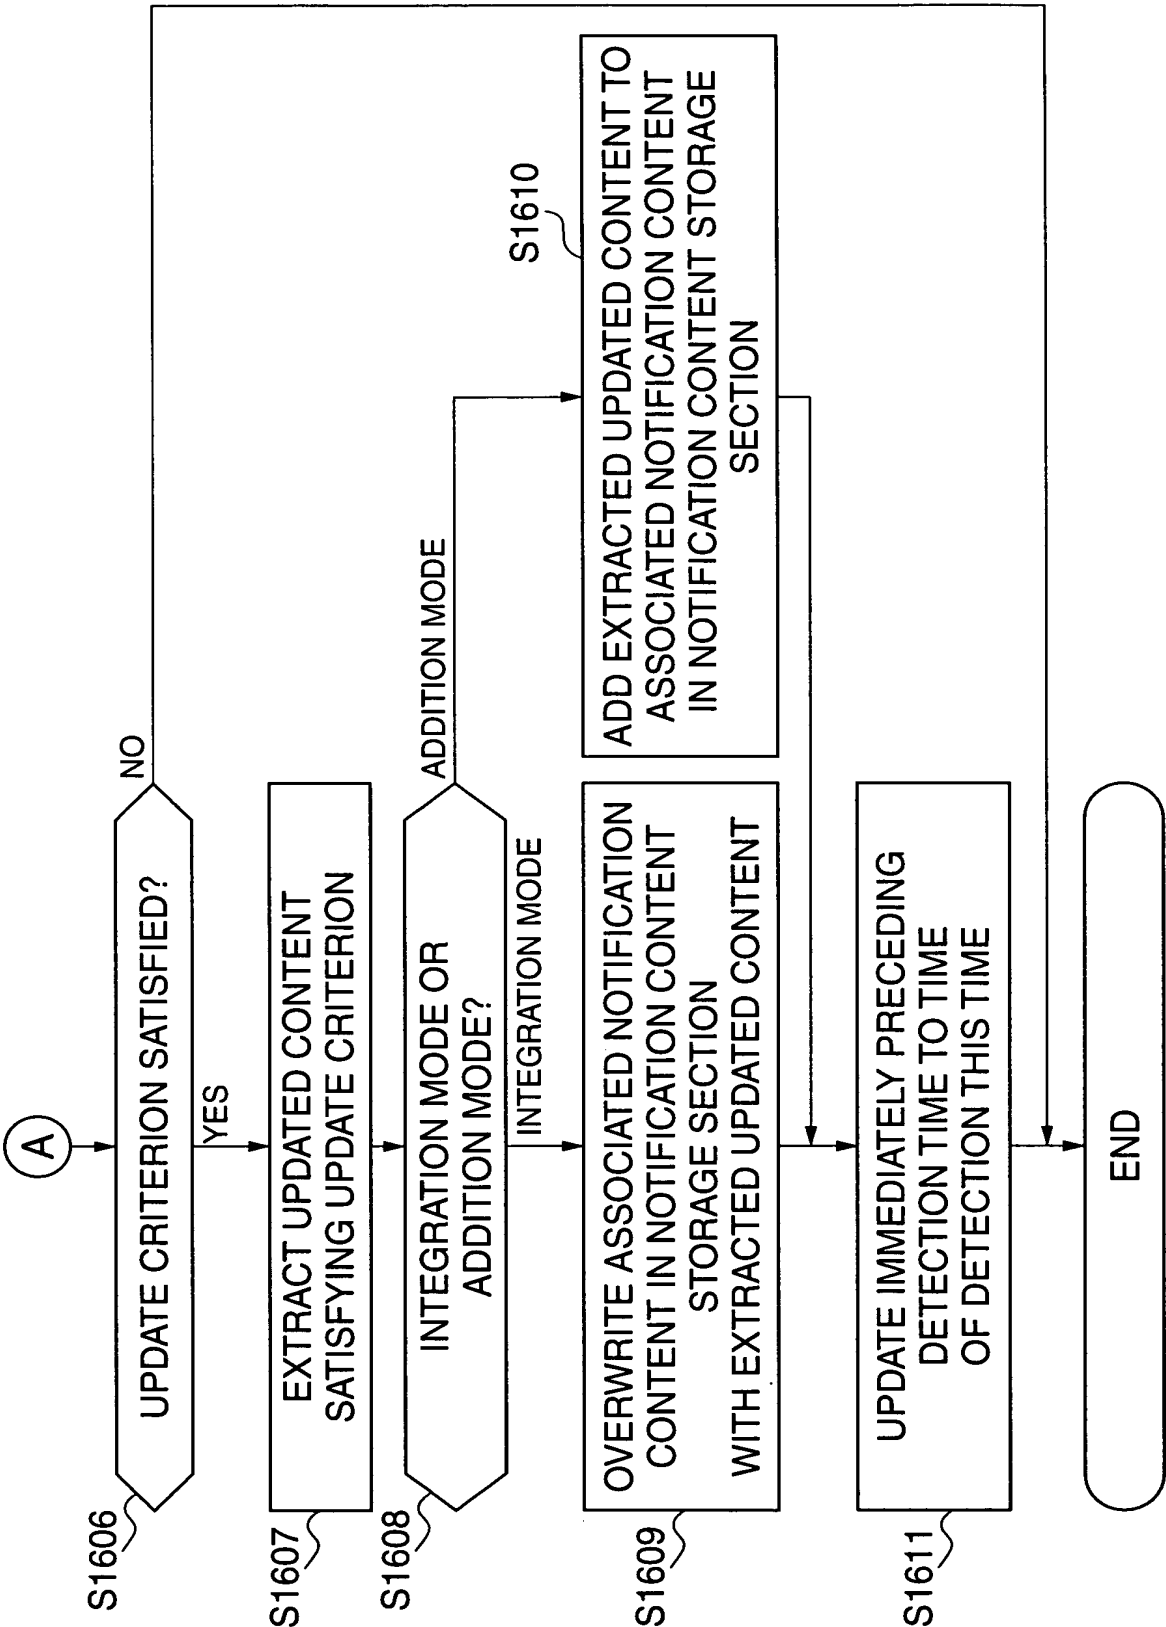 A
S1606
UPDATE CRITERION SATISFIED?
NO
YES
S1607
EXTRACT UPDATED CONTENT
SATISFYING UPDATE CRITERION
S1608
INTEGRATION MODE OR
ADDITION MODE?
ADDITION MODE
INTEGRATION MODE
S1609
OVERWRITE ASSOCIATED NOTIFICATION
CONTENT IN NOTIFICATION CONTENT
STORAGE SECTION
WITH EXTRACTED UPDATED CONTENT
S1610
ADD EXTRACTED UPDATED CONTENT TO
ASSOCIATED NOTIFICATION CONTENT
IN NOTIFICATION CONTENT STORAGE
SECTION
S1611
UPDATE IMMEDIATELY PRECEDING
DETECTION TIME TO TIME
OF DETECTION THIS TIME
END